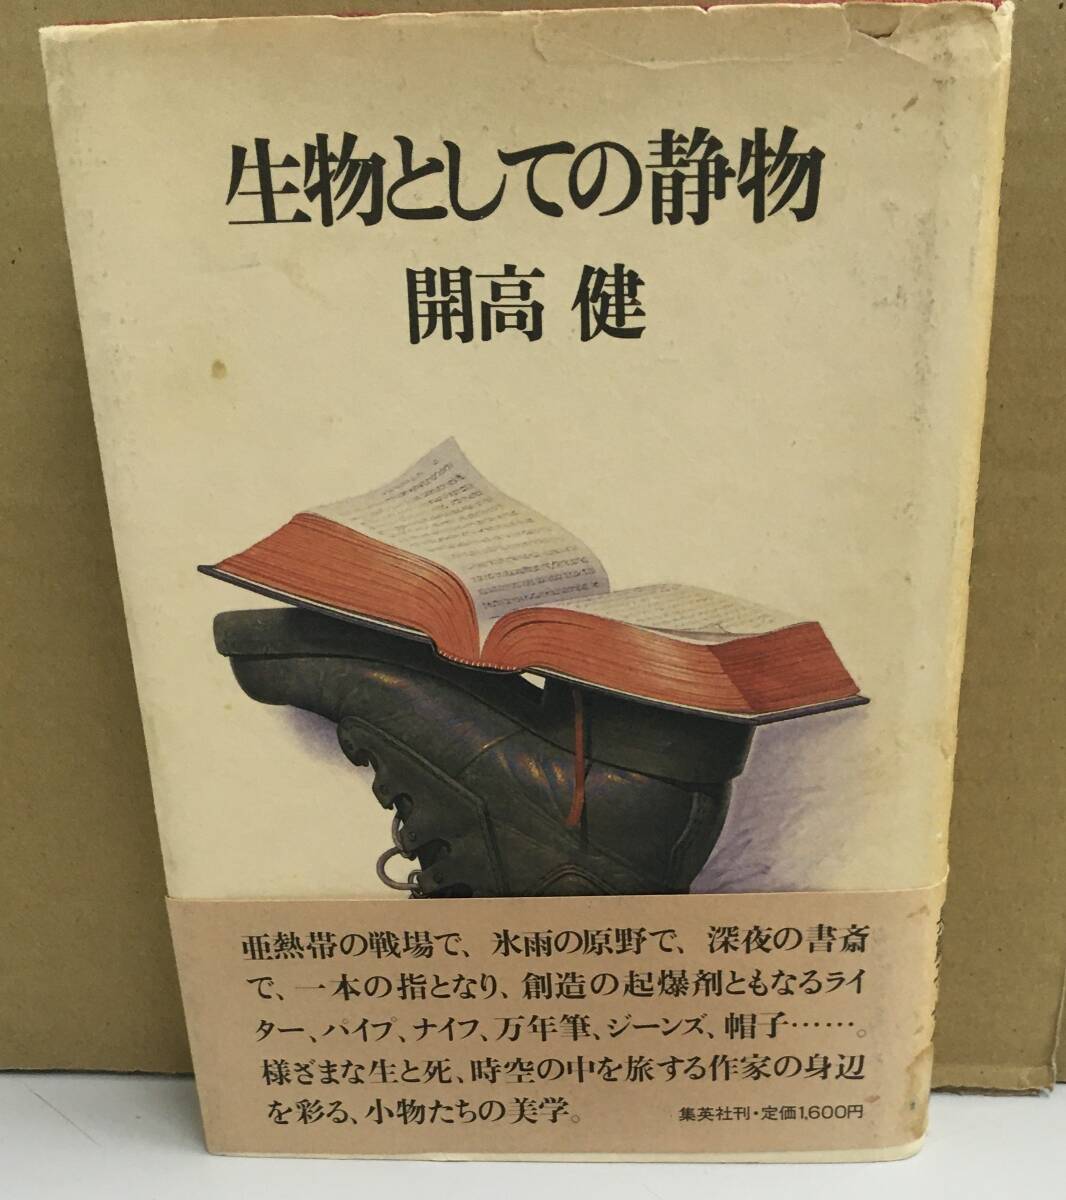 生物としての静物
開高 健
亜熱帯の戦場で、氷雨の原野で、深夜の書斎
で、一本の指となり、創造の起爆剤ともなるライ
ター、パイプ、ナイフ、万年筆、ジーンズ、帽子……。
様ざまな生と死、時空の中を旅する作家の身辺
を彩る、小物たちの美学。
集英社刊・定価1,600円